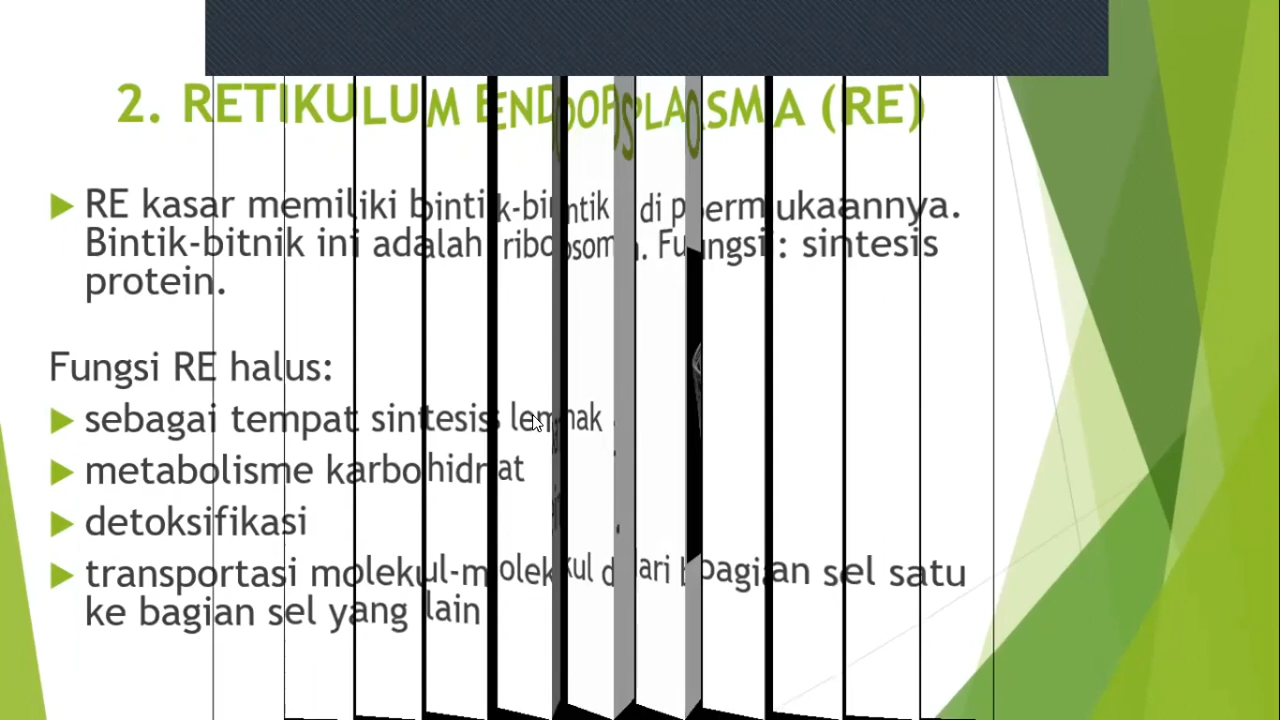 2. RETIKULUM ENDOPLASMA (RE)
RE kasar memiliki bintik-bintik di permukaannya.
Bintik-bitnik ini adalah ribosom. Fungsi : sintesis
protein.
Fungsi RE halus:
sebagai tempat sintesis lemak
metabolisme karbohidrat
detoksifikasi
transportasi molekul-molekul dari bagian sel satu
ke bagian sel yang lain